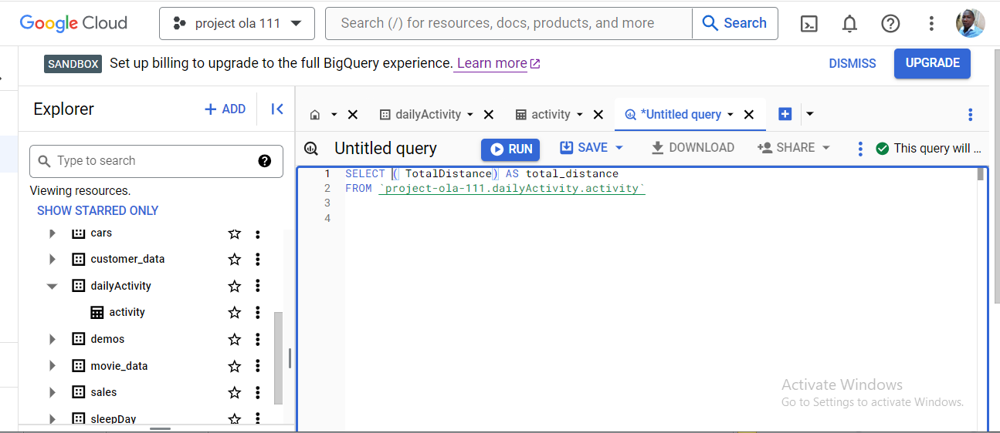 Google Cloud
project ola 111
Search (/) for resources, docs, products, and more
Search
SANDBOX Set up billing to upgrade to the full BigQuery experience. Learn more
DISMISS
UPGRADE
Explorer
+ ADD
dailyActivity
activity
*Untitled query
Untitled query
RUN
SAVE
DOWNLOAD
SHARE
This query will ...
Type to search
Viewing resources.
SHOW STARRED ONLY
cars
customer_data
dailyActivity
activity
demos
movie_data
sales
sleepDay
1 SELECT ( TotalDistance) AS total_distance
2 FROM `project-ola-111.dailyActivity.activity`
3
4
Activate Windows
Go to Settings to activate Windows.